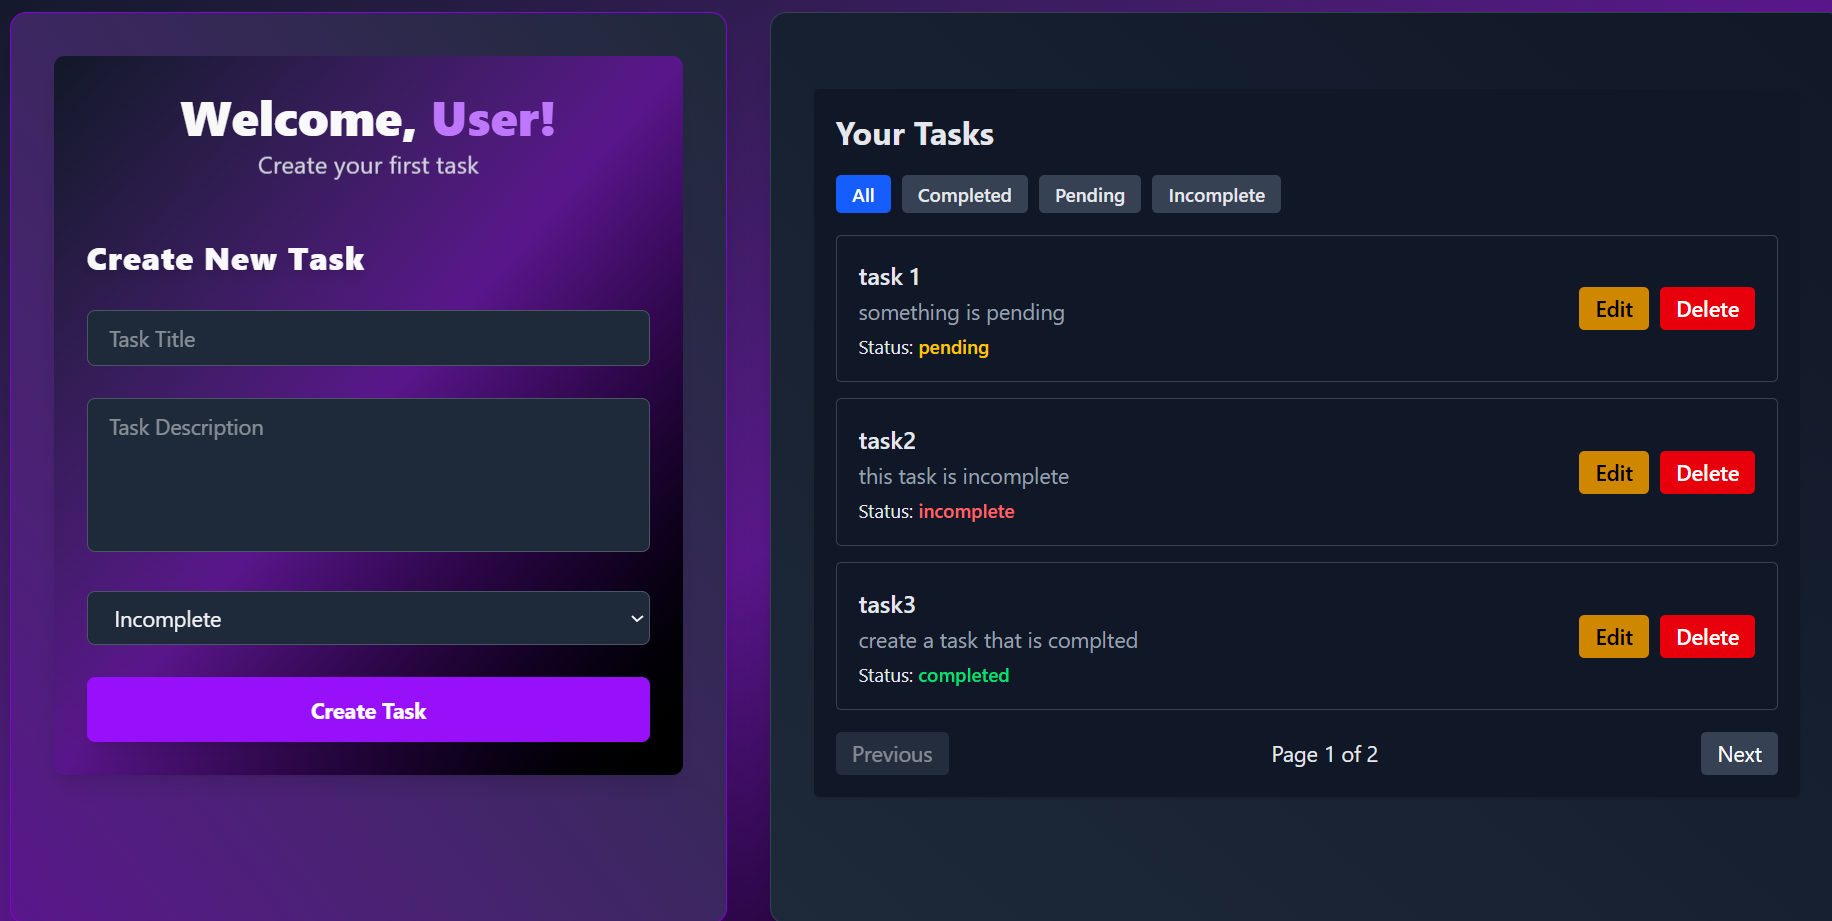 Welcome, User!
Create your first task
Create New Task
Task Title
Task Description
Incomplete
Create Task
Your Tasks
All Completed Pending Incomplete
task 1
something is pending
Status: pending
Edit Delete
task2
this task is incomplete
Status: incomplete
Edit Delete
task3
create a task that is complted
Status: completed
Edit Delete
Previous Page 1 of 2 Next